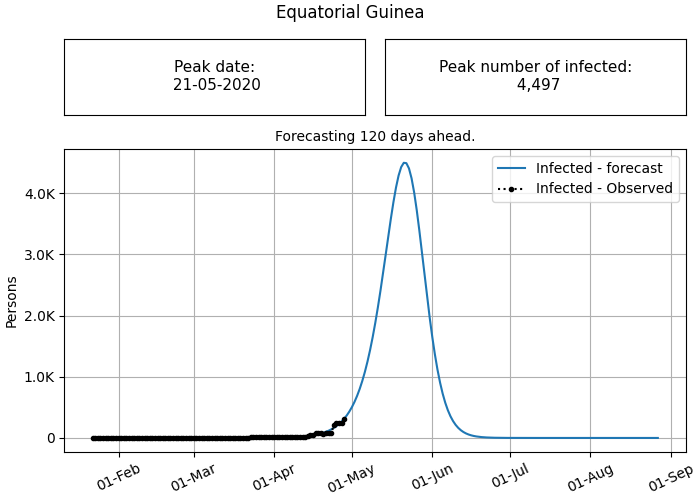 Equatorial Guinea
Peak date:
21-05-2020
Peak number of infected:
4,497
Forecasting 120 days ahead.
Infected - forecast
Infected - Observed
Persons
4.0K
3.0K
2.0K
1.0K
0
01-Feb
01-Mar
01-Apr
01-May
01-Jun
01-Jul
01-Aug
01-Sep